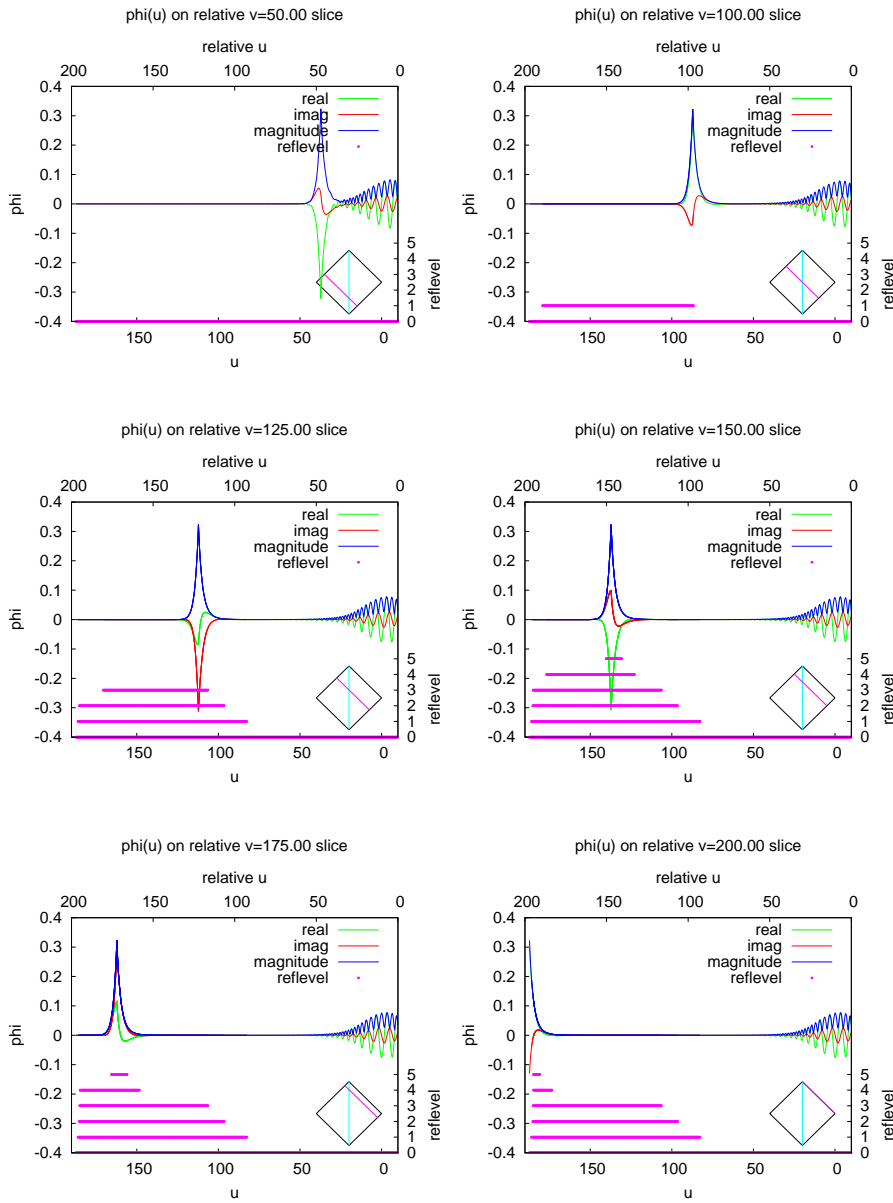 phi(u) on relative v=50.00 slice
relative u
200 150 100 50 0
0.4
0.3
0.2
0.1
0
-0.1
-0.2
-0.3
-0.4
phi
real
imag
magnitude
reflevel
5
4
3
2
1
0
reflevel
150 100 50 0
u
phi(u) on relative v=100.00 slice
relative u
200 150 100 50 0
0.4
0.3
0.2
0.1
0
-0.1
-0.2
-0.3
-0.4
phi
real
imag
magnitude
reflevel
5
4
3
2
1
0
reflevel
150 100 50 0
u
phi(u) on relative v=125.00 slice
relative u
200 150 100 50 0
0.4
0.3
0.2
0.1
0
-0.1
-0.2
-0.3
-0.4
phi
real
imag
magnitude
reflevel
5
4
3
2
1
0
reflevel
150 100 50 0
u
phi(u) on relative v=150.00 slice
relative u
200 150 100 50 0
0.4
0.3
0.2
0.1
0
-0.1
-0.2
-0.3
-0.4
phi
real
imag
magnitude
reflevel
5
4
3
2
1
0
reflevel
150 100 50 0
u
phi(u) on relative v=175.00 slice
relative u
200 150 100 50 0
0.4
0.3
0.2
0.1
0
-0.1
-0.2
-0.3
-0.4
phi
real
imag
magnitude
reflevel
5
4
3
2
1
0
reflevel
150 100 50 0
u
phi(u) on relative v=200.00 slice
relative u
200 150 100 50 0
0.4
0.3
0.2
0.1
0
-0.1
-0.2
-0.3
-0.4
phi
real
imag
magnitude
reflevel
5
4
3
2
1
0
reflevel
150 100 50 0
u